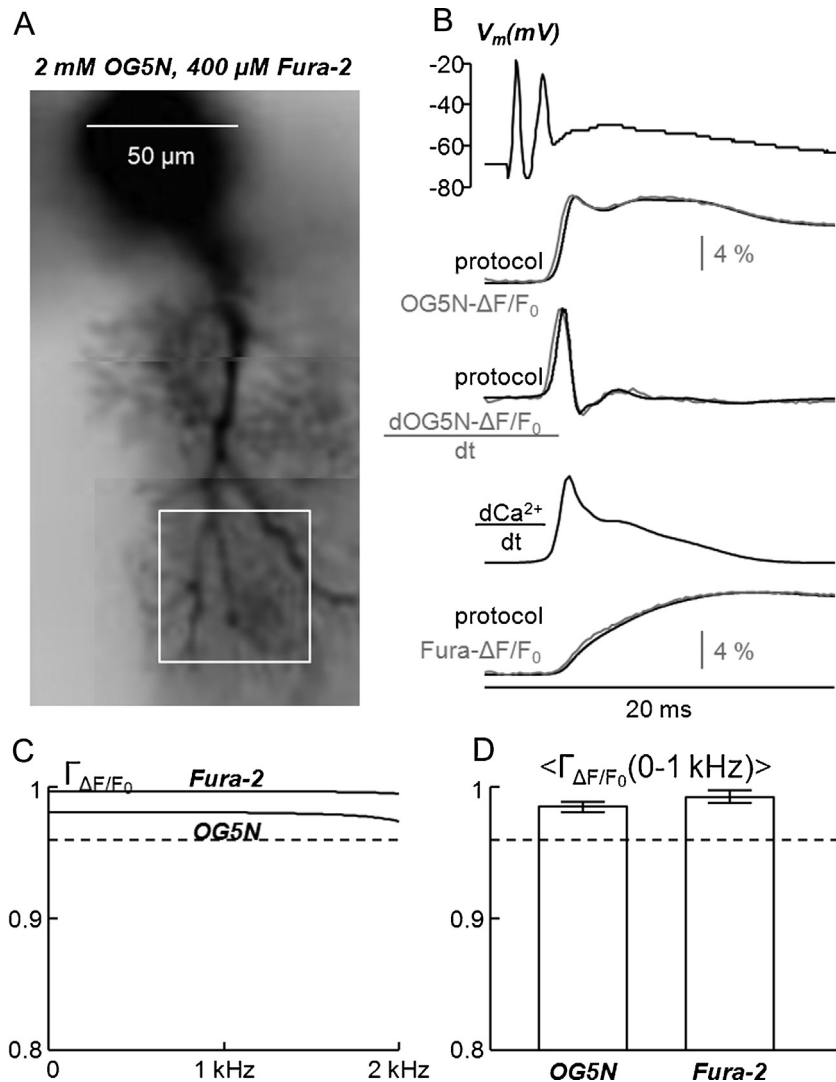 A
2 mM OG5N, 400 µM Fura-2
50 µm
B
Vm(mV)
-20
-40
-60
-80
protocol
OG5N-ΔF/F0
4 %
protocol
dOG5N-ΔF/F0
dt
dCa2+
dt
protocol
Fura-ΔF/F0
4 %
20 ms
C
ΓΔF/F0
Fura-2
OG5N
1
0.9
0.8
0
1 kHz
2 kHz
D
<ΓΔF/F0(0-1 kHz)>
1
0.9
0.8
OG5N
Fura-2